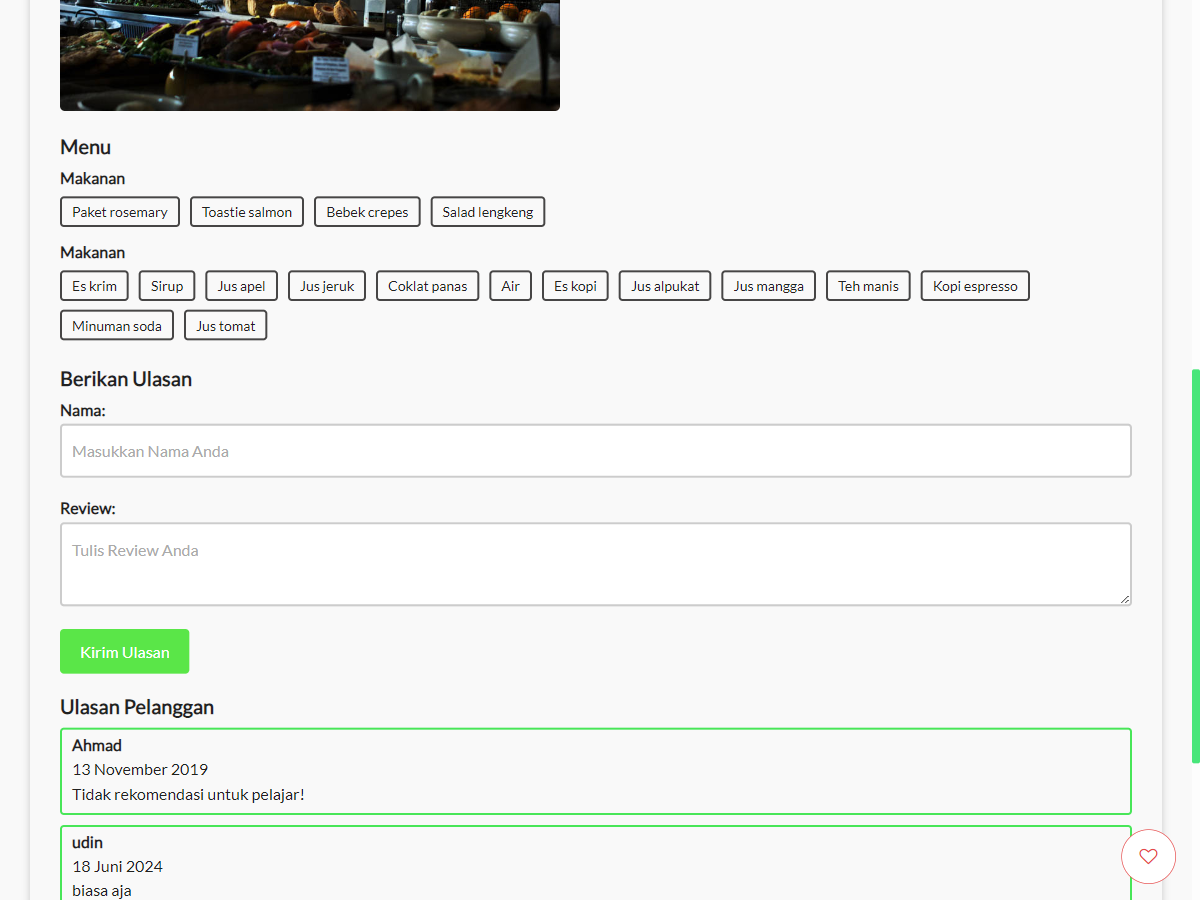 Menu
Makanan
Paket rosemary Toastie salmon Bebek crepes Salad lengkeng
Makanan
Es krim Sirup Jus apel Jus jeruk Coklat panas Air Es kopi Jus alpukat Jus mangga Teh manis Kopi espresso
Minuman soda Jus tomat
Berikan Ulasan
Nama:
Masukkan Nama Anda
Review:
Tulis Review Anda
Kirim Ulasan
Ulasan Pelanggan
Ahmad
13 November 2019
Tidak rekomendasi untuk pelajar!
udin
18 Juni 2024
biasa aja